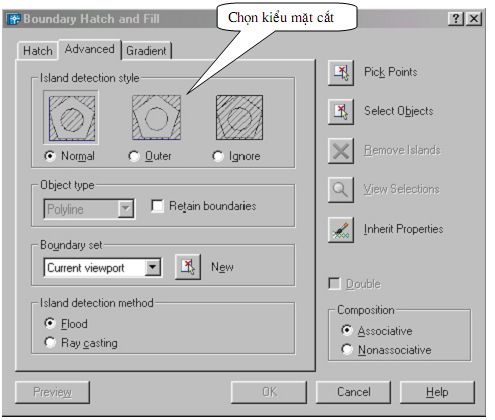 Boundary Hatch and Fill
Chọn kiểu mặt cắt
Hatch Advanced Gradient
Island detection style
Normal Outer Ignore
Object type
Polyline Retain boundaries
Boundary set
Current viewport New
Island detection method
Flood
Ray casting
Pick Points
Select Objects
Remove Islands
View Selections
Inherit Properties
Double
Composition
Associative
Nonassociative
Preview OK Cancel Help